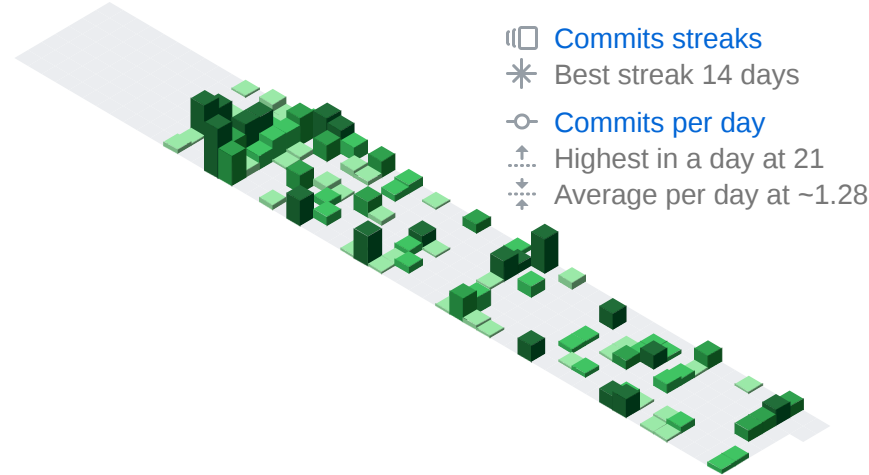 Commits streaks
Best streak 14 days
Commits per day
Highest in a day at 21
Average per day at ~1.28